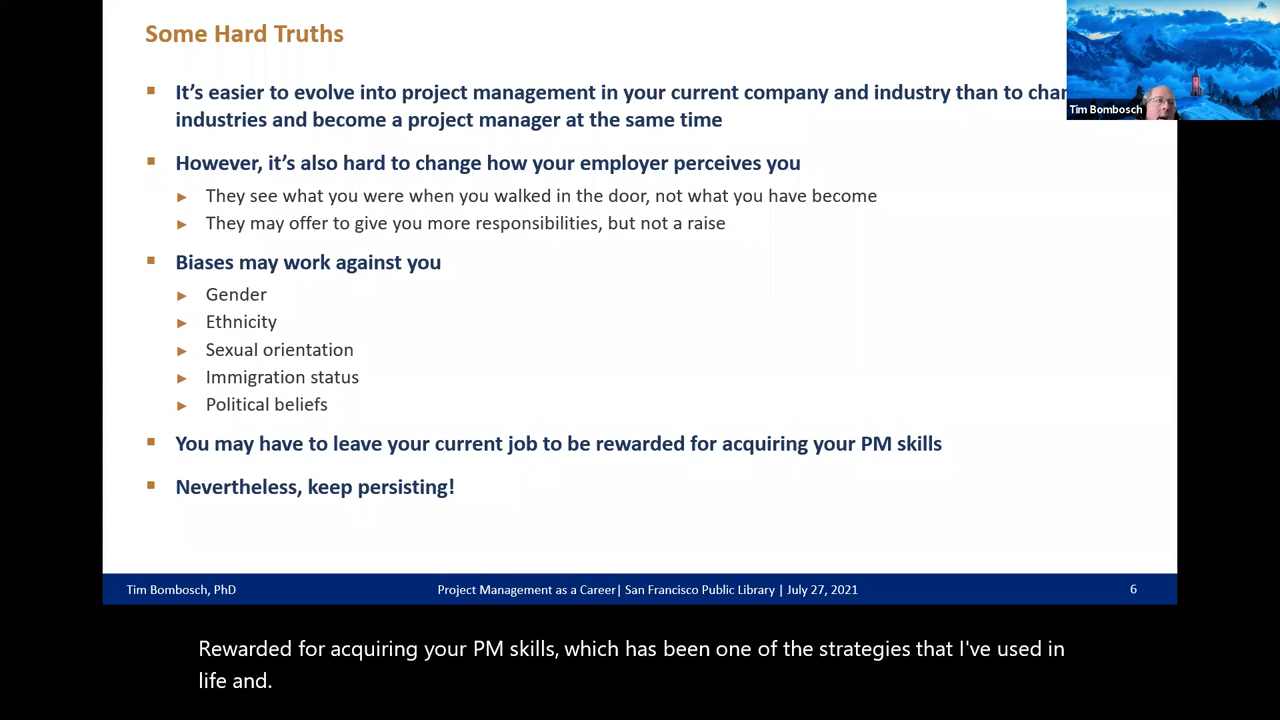 Some Hard Truths
It's easier to evolve into project management in your current company and industry than to
industries and become a project manager at the same time
However, it's also hard to change how your employer perceives you
They see what you were when you walked in the door, not what you have become
They may offer to give you more responsibilities, but not a raise
Biases may work against you
Gender
Ethnicity
Sexual orientation
Immigration status
Political beliefs
You may have to leave your current job to be rewarded for acquiring your PM skills
Nevertheless, keep persisting!
Tim Bombosch
Tim Bombosch, PhD
Project Management as a Career| San Francisco Public Library | July 27, 2021
6
Rewarded for acquiring your PM skills, which has been one of the strategies that I've used in
life and.